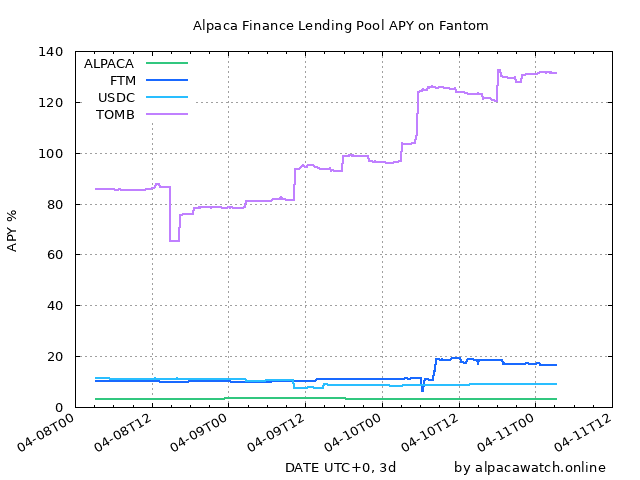 Alpaca Finance Lending Pool APY on Fantom
140
120
100
80
60
40
20
0
APY %
ALPACA
FTM
USDC
TOMB
04-08T00
04-08T12
04-09T00
04-09T12
04-10T00
04-10T12
04-11T00
04-11T12
DATE UTC+0, 3d
by alpacawatch.online